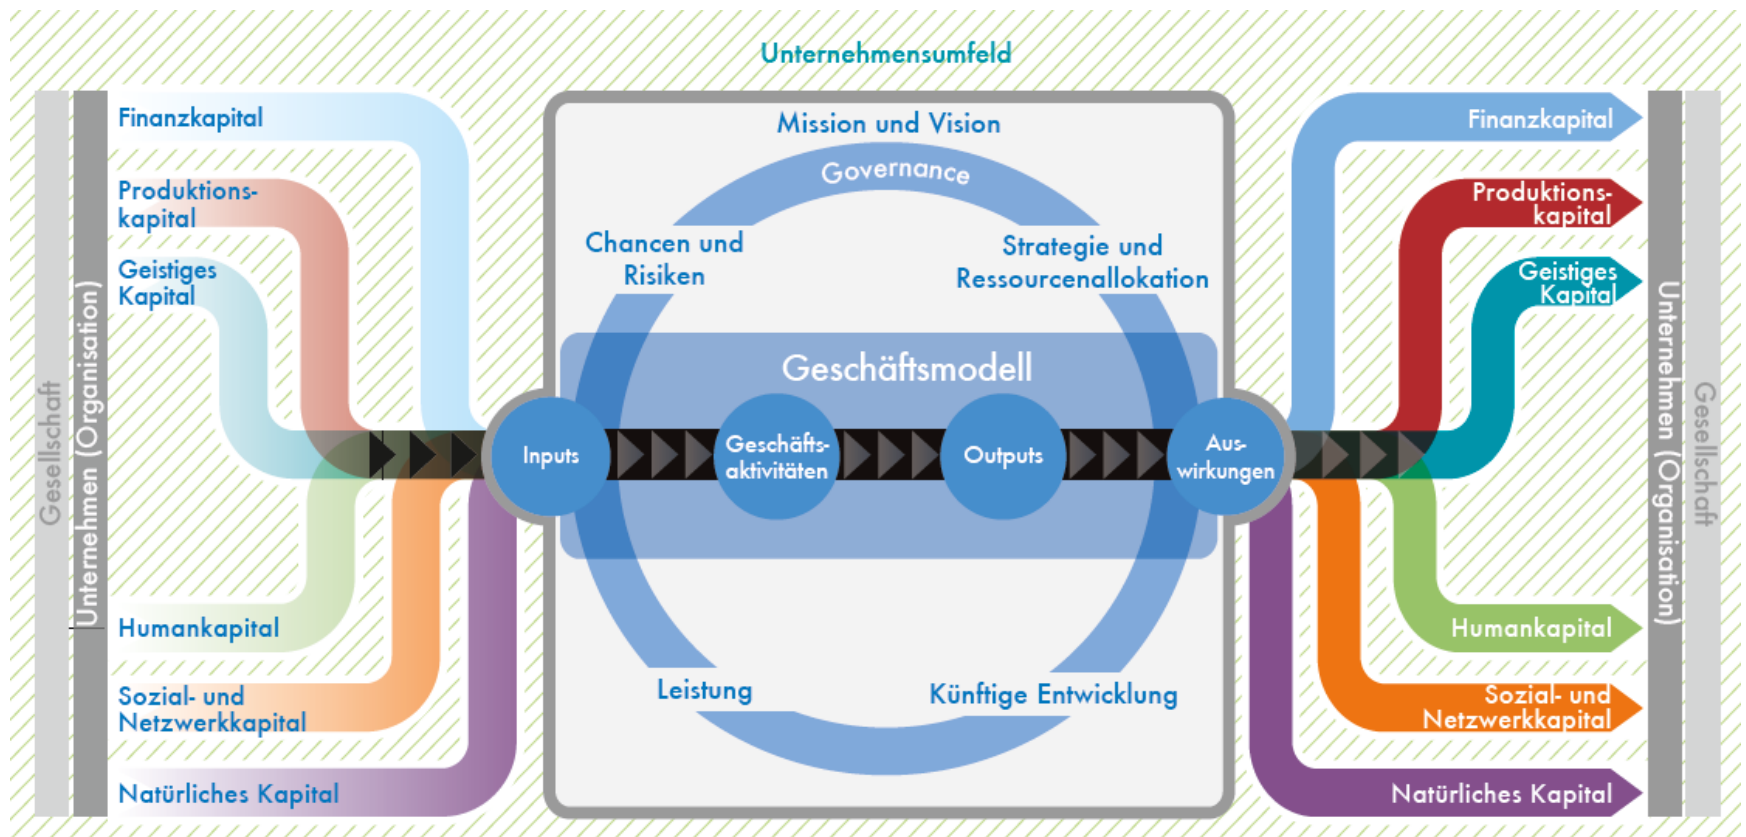 Unternehmensumfeld
Gesellschaft
Unternehmen (Organisation)
Finanzkapital
Produktions-
kapital
Geistiges
Kapital
Humankapital
Sozial- und
Netzwerkkapital
Natürliches Kapital
Mission und Vision
Governance
Chancen und
Risiken
Strategie und
Ressourcenallokation
Geschäftsmodell
Inputs
Geschäfts-
aktivitäten
Outputs
Aus-
wirkungen
Leistung
Künftige Entwicklung
Finanzkapital
Produktions-
kapital
Geistiges
Kapital
Humankapital
Sozial- und
Netzwerkkapital
Natürliches Kapital
Unternehmen (Organisation)
Gesellschaft